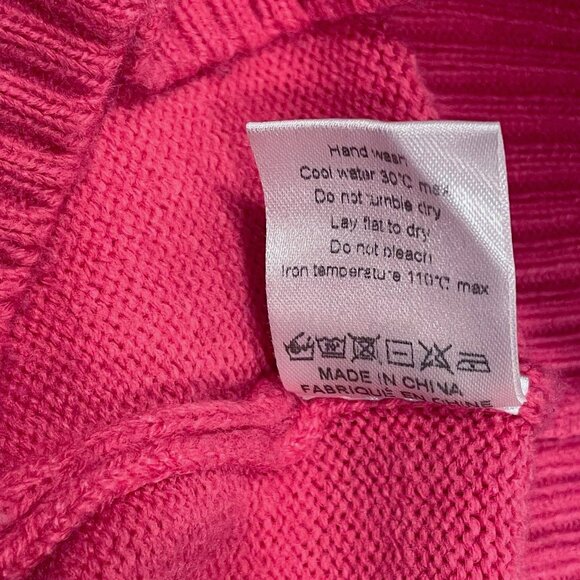 Hand wash
Cool water 30°C max
Do not tumble dry
Lay flat to dry
Do not bleach
Iron temperature 110°C max
MADE IN CHINA
FABRIQUÉ EN CHINE